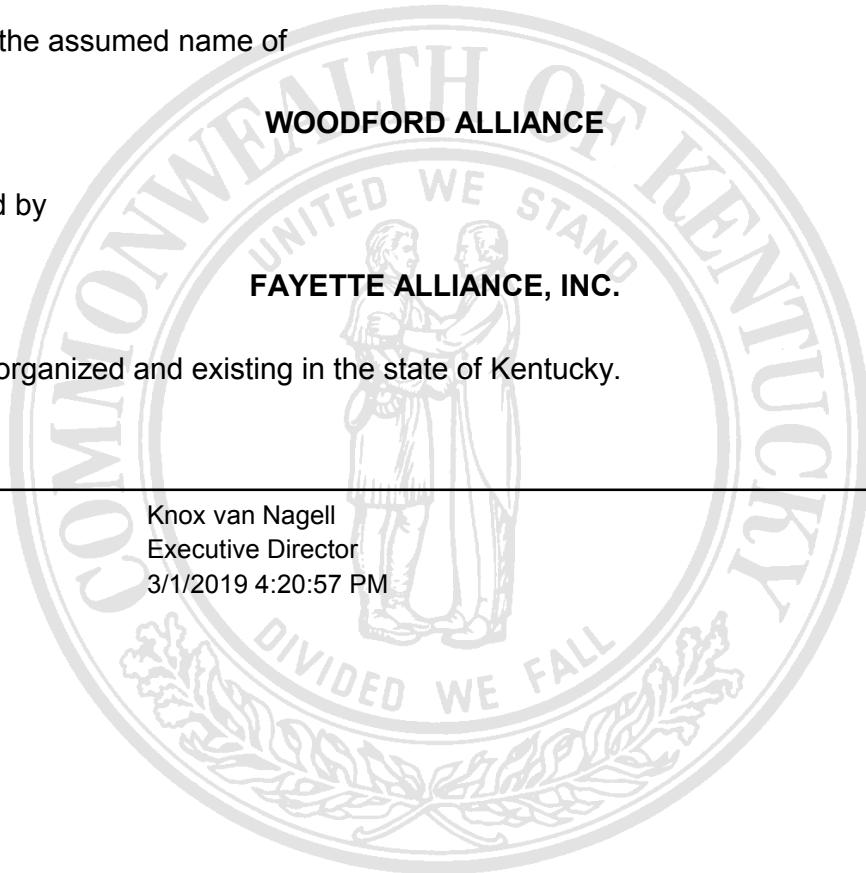 the assumed name of
WOODFORD ALLIANCE
d by
FAYETTE ALLIANCE, INC.
organized and existing in the state of Kentucky.
Knox van Nagell
Executive Director
3/1/2019 4:20:57 PM
COMMONWEALTH OF KENTUCKY
UNITED WE STAND
DIVIDED WE FALL